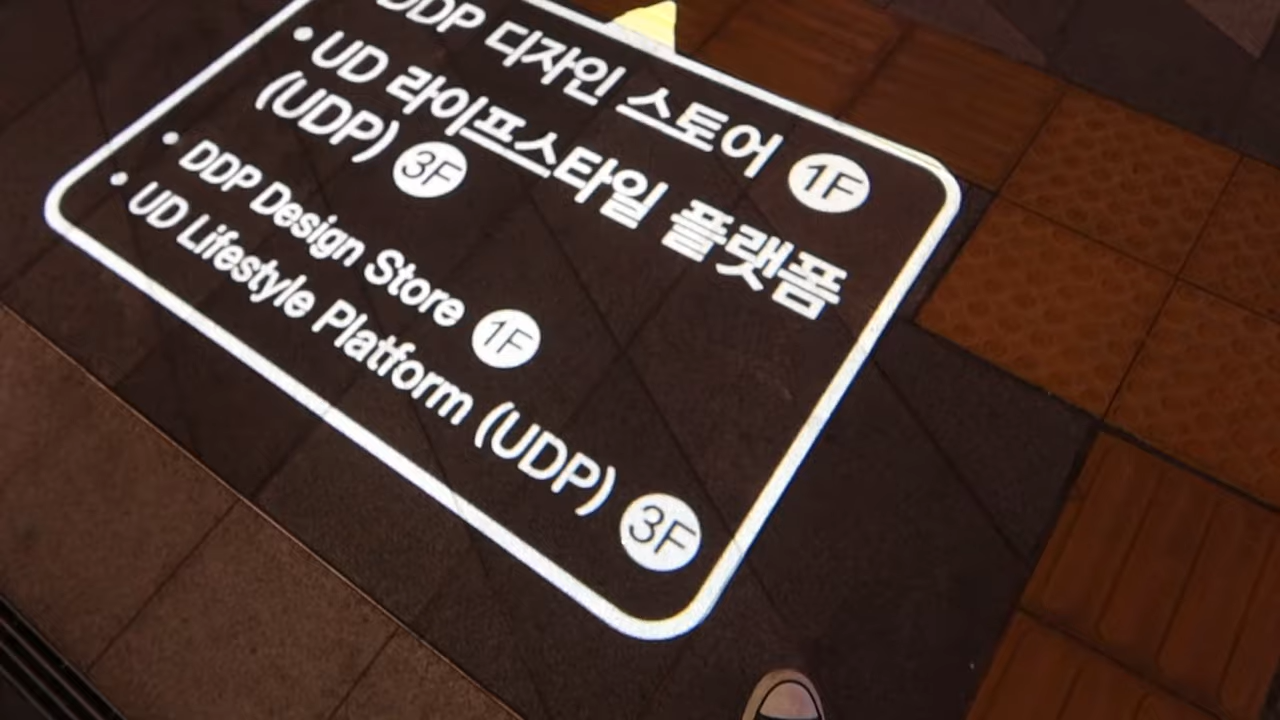 DDP 디자인 스토어 1F
• UD 라이프스타일 플랫폼
(UDP) 3F
• DDP Design Store 1F
• UD Lifestyle Platform (UDP) 3F